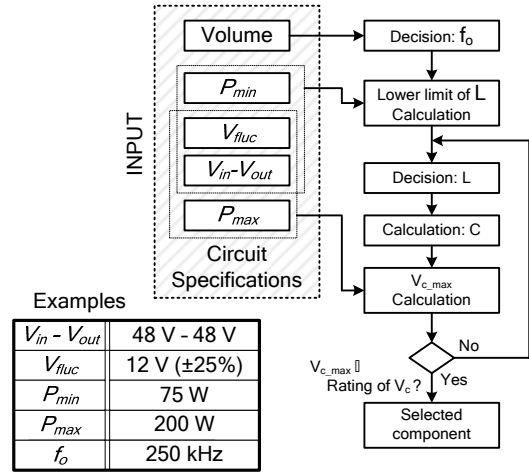 INPUT
Volume
P_min
V_fluc
V_in-V_out
P_max
Circuit
Specifications
Decision: f_o
Lower limit of L
Calculation
Decision: L
Calculation: C
V_c_max
Calculation
No
V_c_max ▯
Rating of V_c ?
Yes
Selected
component
Examples
V_in - V_out 48 V - 48 V
V_fluc 12 V (±25%)
P_min 75 W
P_max 200 W
f_o 250 kHz